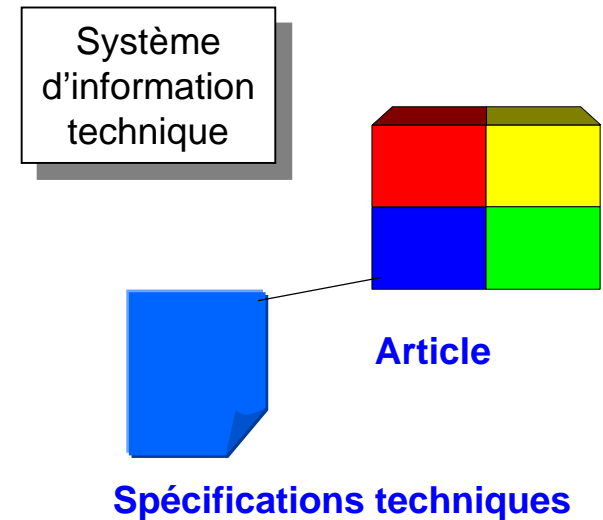 Système
d’information
technique
Article
Spécifications techniques